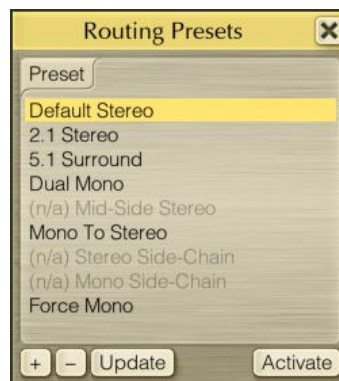 Routing Presets
Preset
Default Stereo
2.1 Stereo
5.1 Surround
Dual Mono
(n/a) Mid-Side Stereo
Mono To Stereo
(n/a) Stereo Side-Chain
(n/a) Mono Side-Chain
Force Mono
+ − Update Activate